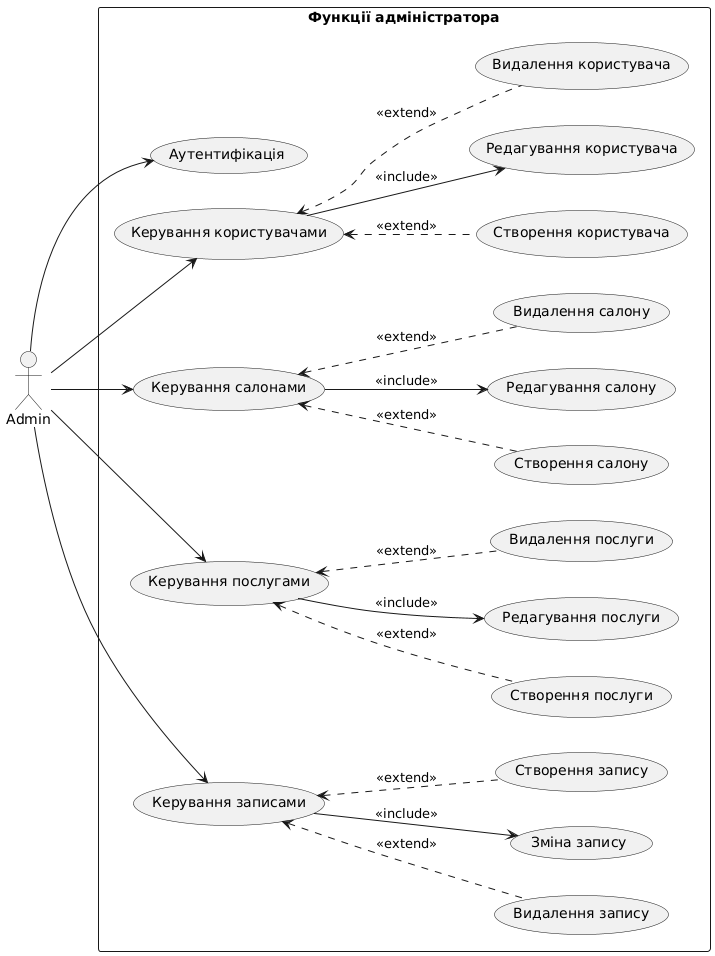 Функції адміністратора
Видалення користувача
«extend»
Редагування користувача
Аутентифікація
«include»
Керування користувачами
«extend»
Створення користувача
Видалення салону
«extend»
Керування салонами
«include»
Редагування салону
«extend»
Admin
Створення салону
Видалення послуги
«extend»
Керування послугами
«include»
Редагування послуги
«extend»
Створення послуги
Створення запису
«extend»
Керування записами
«include»
Зміна запису
«extend»
Видалення запису